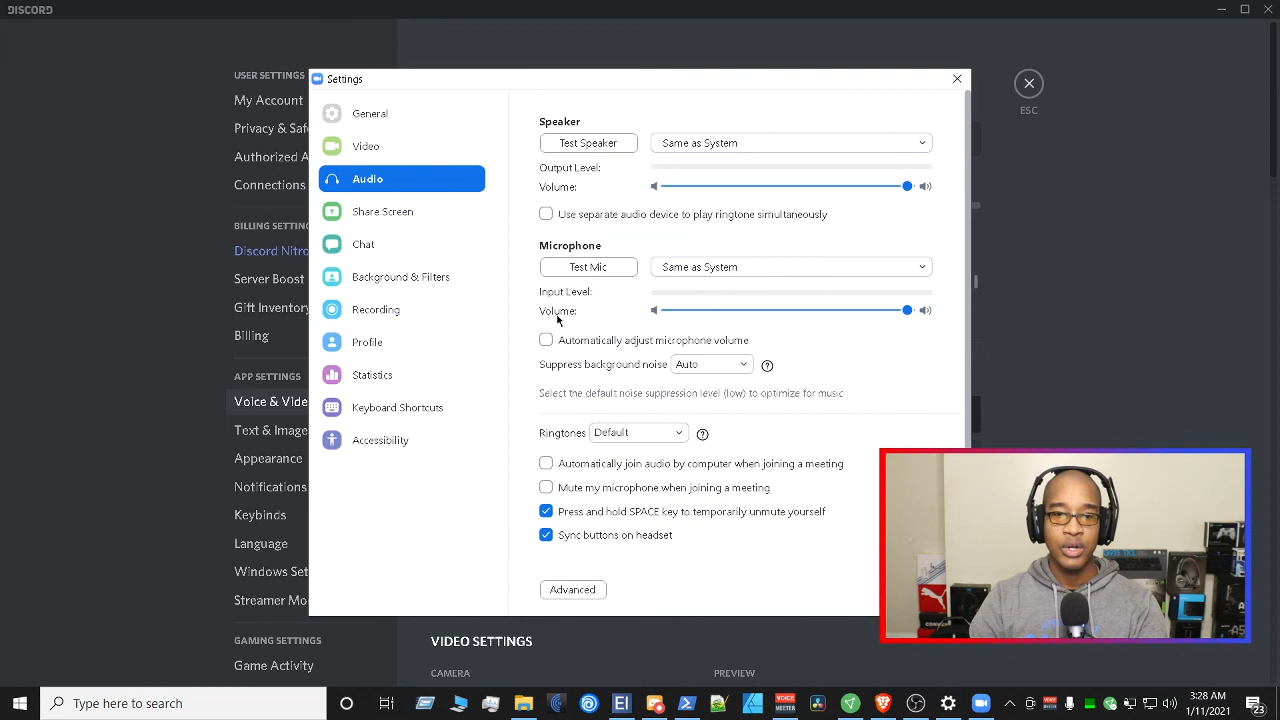 DISCORD
USER SETTINGS
My Account
Privacy & Safe
Authorized A
Connections
BILLING SETTING
Discord Nitro
Server Boost
Gift Inventory
Billing
APP SETTINGS
Voice & Vide
Text & Image
Appearance
Notifications
Keybinds
Language
Windows Set
Streamer Mo
GAMING SETTINGS
Game Activity
Settings
General
Video
Audio
Share Screen
Chat
Background & Filters
Recording
Profile
Statistics
Keyboard Shortcuts
Accessibility
Speaker
Test Speaker Same as System
Output Level:
Volume:
Use separate audio device to play ringtone simultaneously
Microphone
Test Mic Same as System
Input Level:
Volume:
Automatically adjust microphone volume
Suppress background noise Auto
Select the default noise suppression level (low) to optimize for music
Ringtones Default
Automatically join audio by computer when joining a meeting
Mute my microphone when joining a meeting
Press and hold SPACE key to temporarily unmute yourself
Sync buttons on headset
Advanced
ESC
VIDEO SETTINGS
CAMERA PREVIEW
Type here to search
EI
VOICE
MEETER
3:28 AM
1/11/2021
23